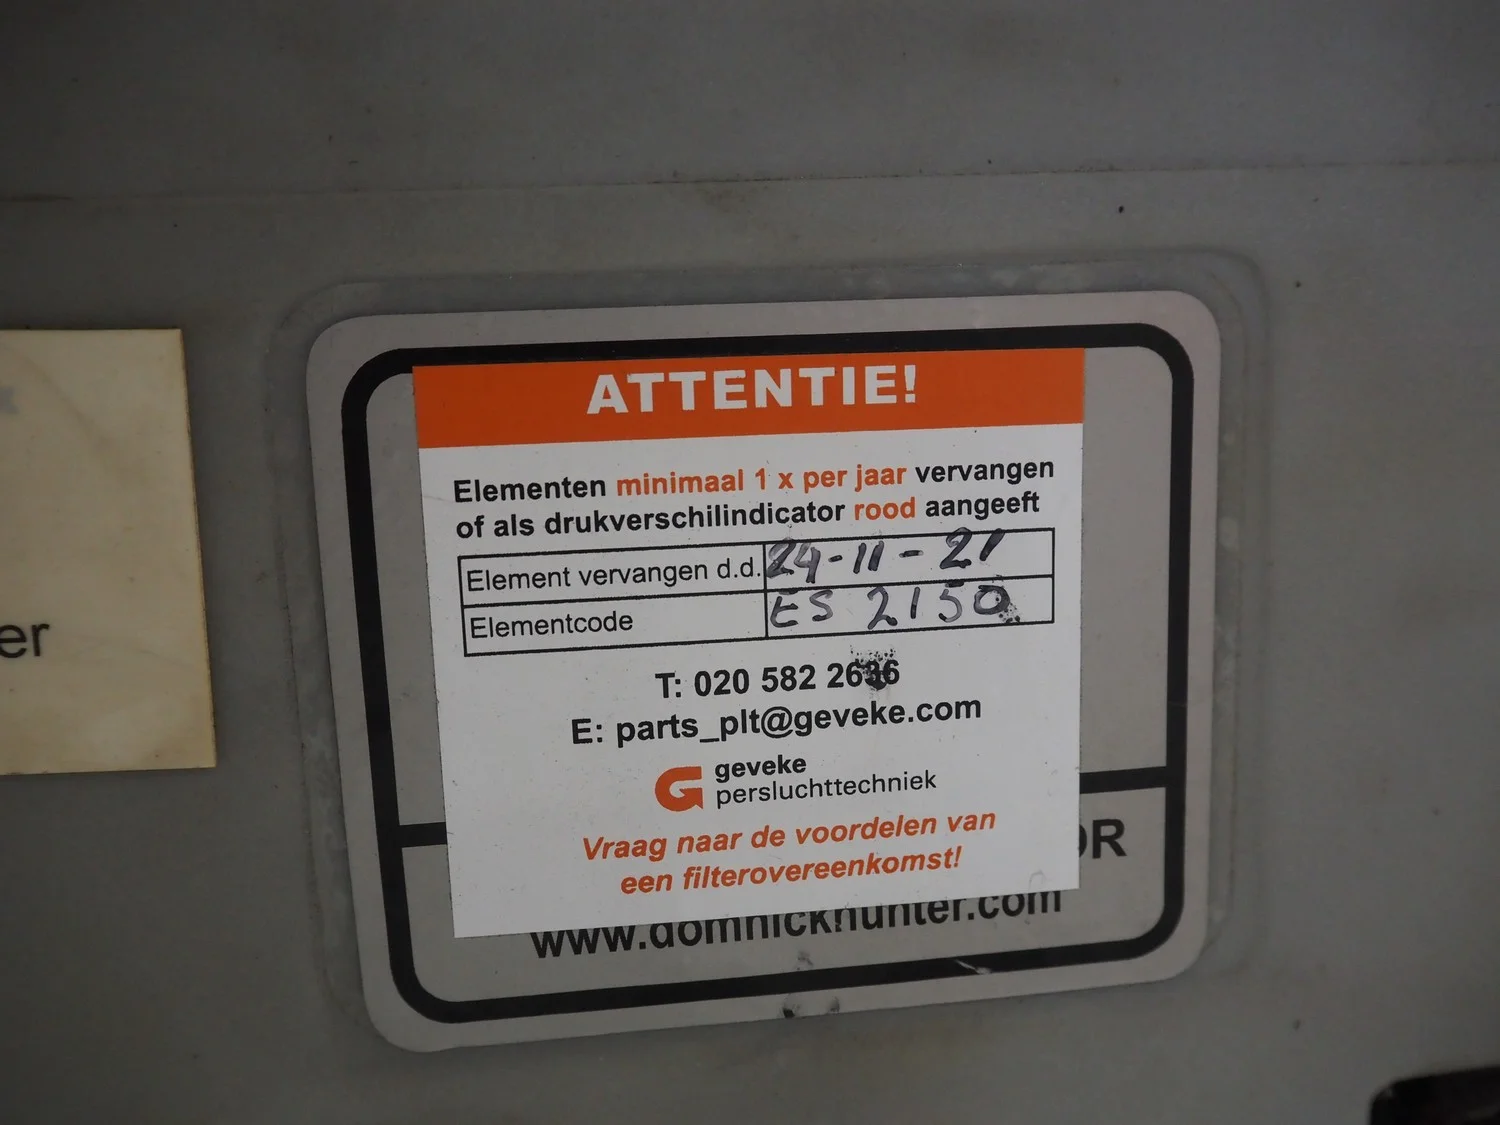 ATTENTIE!
Elementen minimaal 1 x per jaar vervangen
of als drukverschilindicator rood aangeeft
Element vervangen d.d. 24-11-21
Elementcode ES 2150
T: 020 582 2636
E: parts_plt@geveke.com
geveke
persluchttechniek
Vraag naar de voordelen van
een filterovereenkomst!
www.domnickhunter.com